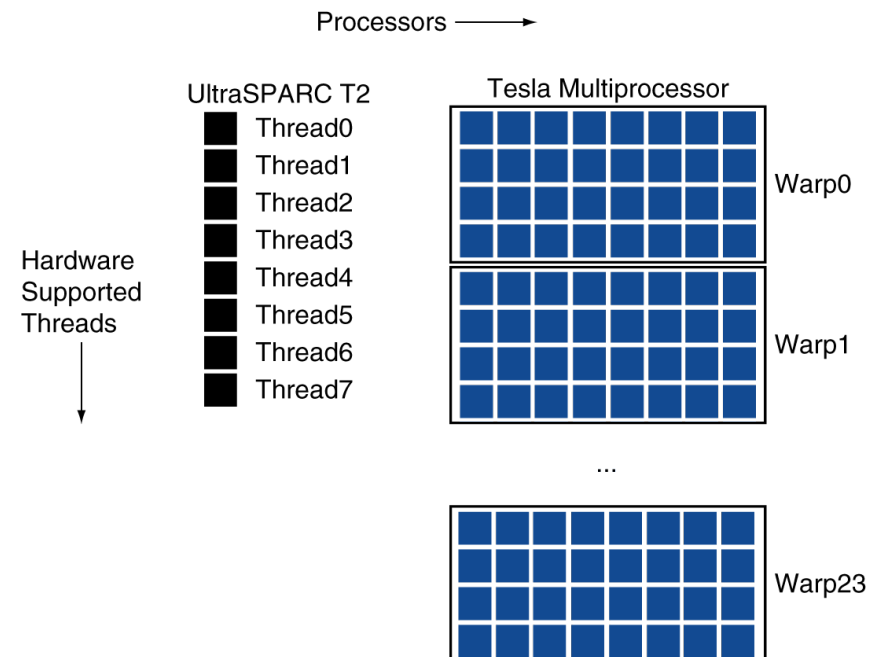 Processors
UltraSPARC T2
Tesla Multiprocessor
Thread0
Thread1
Thread2
Thread3
Thread4
Thread5
Thread6
Thread7
Hardware
Supported
Threads
Warp0
Warp1
...
Warp23